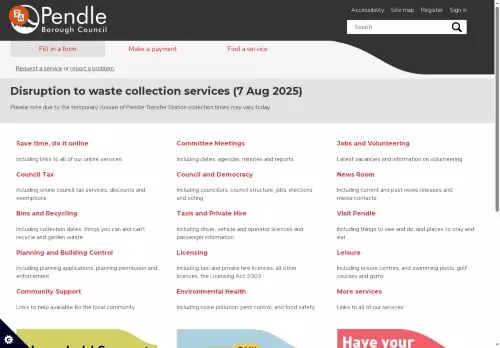 Pendle
Borough Council
Accessibility Site map Register Sign in
Search
Fill in a form Make a payment Find a service
Request a service or report a problem.
Disruption to waste collection services (7 Aug 2025)
Please note due to the temporary closure of Pendle Transfer Station collection times may vary today.
Save time, do it online
Including links to all of our online services
Committee Meetings
Including dates, agendas, minutes and reports
Jobs and Volunteering
Latest vacancies and information on volunteering
Council Tax
Including online council tax services, discounts and
exemptions
Council and Democracy
Including councillors, council structure, jobs, elections
and voting
News Room
Including current and past news releases and
media contacts
Bins and Recycling
Including collection dates, things you can and can't
recycle and garden waste
Taxis and Private Hire
Including driver, vehicle and operator licences and
passenger information
Visit Pendle
Including things to see and do, and places to stay and
eat
Planning and Building Control
Including planning applications, planning permission and
enforcement
Licensing
Including taxi and private hire licences, all other
licences, the Licensing Act 2003
Leisure
Including leisure centres, and swimming pools, golf
courses and gyms
Community Support
Links to help available for the local community
Environmental Health
Including noise pollution, pest control, and food safety
More services
Links to all of our services
Have your